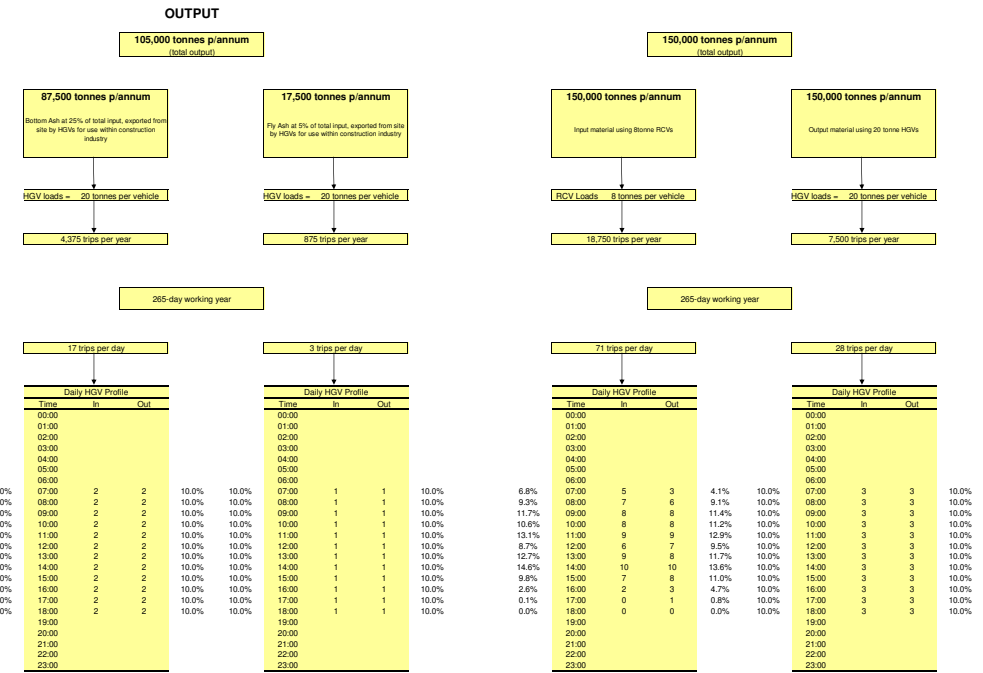 OUTPUT
105,000 tonnes p/annum
(total output)
150,000 tonnes p/annum
(total output)
87,500 tonnes p/annum
Bottom Ash at 25% of total input, exported from
site by HGVs for use within construction
industry
17,500 tonnes p/annum
Fly Ash at 5% of total input, exported from site
by HGVs for use within construction industry
150,000 tonnes p/annum
Input material using 8tonne RCVs
150,000 tonnes p/annum
Output material using 20 tonne HGVs
HGV loads = 20 tonnes per vehicle
HGV loads = 20 tonnes per vehicle
RCV Loads 8 tonnes per vehicle
HGV loads = 20 tonnes per vehicle
4,375 trips per year
875 trips per year
18,750 trips per year
7,500 trips per year
265-day working year
265-day working year
17 trips per day
3 trips per day
71 trips per day
28 trips per day
Daily HGV Profile Daily HGV Profile Daily HGV Profile Daily HGV Profile
Time In Out Time In Out Time In Out Time In Out
00:00 00:00 00:00 00:00
01:00 01:00 01:00 01:00
02:00 02:00 02:00 02:00
03:00 03:00 03:00 03:00
04:00 04:00 04:00 04:00
05:00 05:00 05:00 05:00
06:00 06:00 06:00 06:00
0% 07:00 2 2 10.0% 10.0% 07:00 1 1 10.0% 6.8% 07:00 5 3 4.1% 10.0% 07:00 3 3 10.0%
0% 08:00 2 2 10.0% 10.0% 08:00 1 1 10.0% 9.3% 08:00 7 6 9.1% 10.0% 08:00 3 3 10.0%
0% 09:00 2 2 10.0% 10.0% 09:00 1 1 10.0% 11.7% 09:00 8 8 11.4% 10.0% 09:00 3 3 10.0%
0% 10:00 2 2 10.0% 10.0% 10:00 1 1 10.0% 10.6% 10:00 8 8 11.2% 10.0% 10:00 3 3 10.0%
0% 11:00 2 2 10.0% 10.0% 11:00 1 1 10.0% 13.1% 11:00 9 9 12.9% 10.0% 11:00 3 3 10.0%
0% 12:00 2 2 10.0% 10.0% 12:00 1 1 10.0% 8.7% 12:00 6 7 9.5% 10.0% 12:00 3 3 10.0%
0% 13:00 2 2 10.0% 10.0% 13:00 1 1 10.0% 12.7% 13:00 9 8 11.7% 10.0% 13:00 3 3 10.0%
0% 14:00 2 2 10.0% 10.0% 14:00 1 1 10.0% 14.6% 14:00 10 10 13.6% 10.0% 14:00 3 3 10.0%
0% 15:00 2 2 10.0% 10.0% 15:00 1 1 10.0% 9.8% 15:00 7 8 11.0% 10.0% 15:00 3 3 10.0%
0% 16:00 2 2 10.0% 10.0% 16:00 1 1 10.0% 2.6% 16:00 2 3 4.7% 10.0% 16:00 3 3 10.0%
0% 17:00 2 2 10.0% 10.0% 17:00 1 1 10.0% 0.1% 17:00 0 1 0.8% 10.0% 17:00 3 3 10.0%
0% 18:00 2 2 10.0% 10.0% 18:00 1 1 10.0% 0.0% 18:00 0 0 0.0% 10.0% 18:00 3 3 10.0%
19:00 19:00 19:00 19:00
20:00 20:00 20:00 20:00
21:00 21:00 21:00 21:00
22:00 22:00 22:00 22:00
23:00 23:00 23:00 23:00